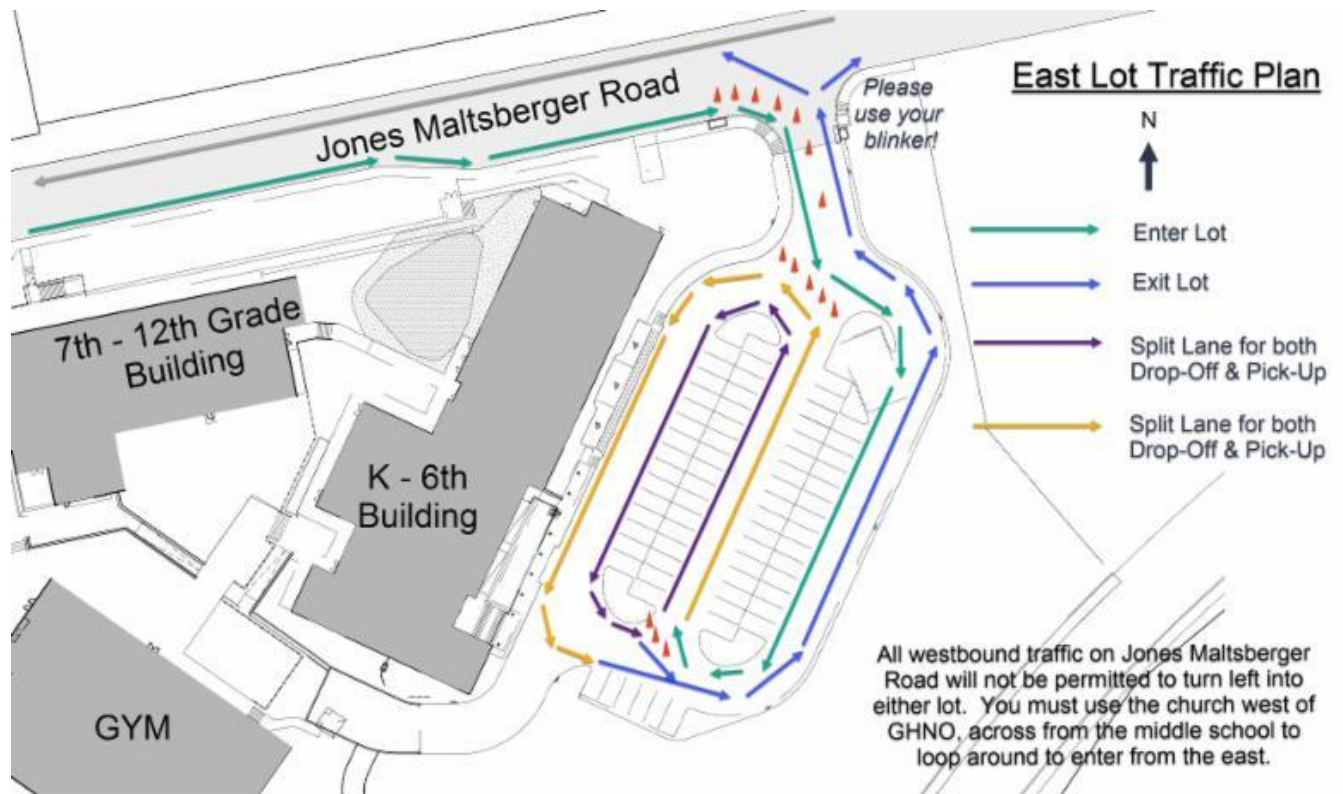 East Lot Traffic Plan
Jones Maltsberger Road
Please
use your
blinker!
N
Enter Lot
Exit Lot
Split Lane for both
Drop-Off & Pick-Up
Split Lane for both
Drop-Off & Pick-Up
7th - 12th Grade
Building
K - 6th
Building
GYM
All westbound traffic on Jones Maltsberger
Road will not be permitted to turn left into
either lot. You must use the church west of
GHNO, across from the middle school to
loop around to enter from the east.